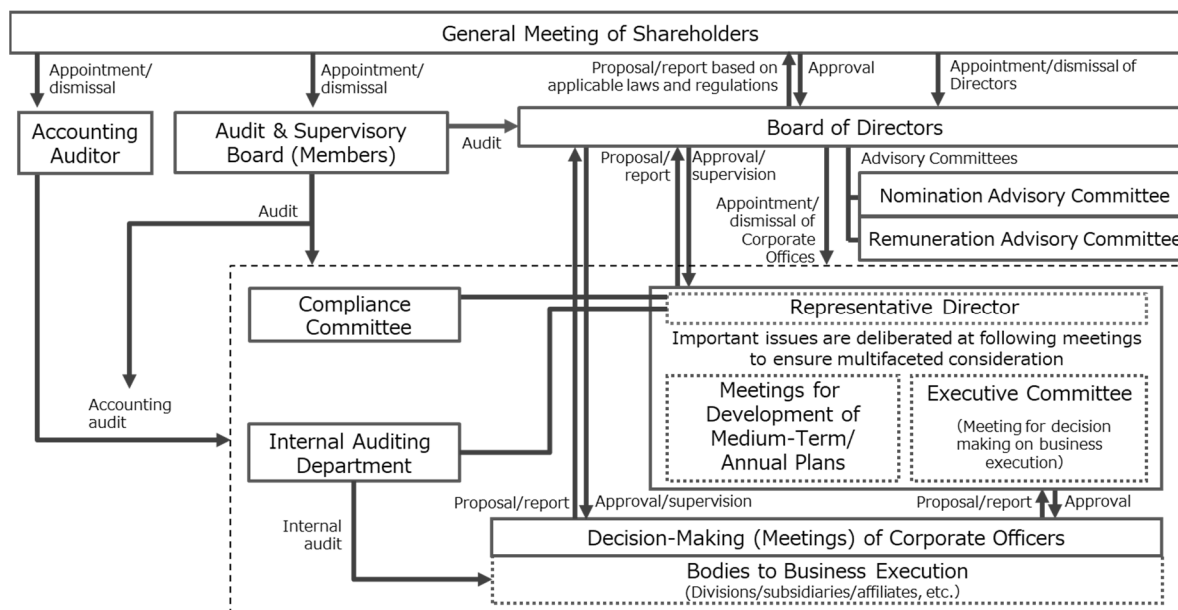 General Meeting of Shareholders
Appointment/
dismissal
Appointment/
dismissal
Proposal/report based on
applicable laws and regulations
Approval
Appointment/dismissal of
Directors
Accounting
Auditor
Audit & Supervisory
Board (Members)
Audit
Board of Directors
Proposal/
report
Approval/
supervision
Advisory Committees
Nomination Advisory Committee
Remuneration Advisory Committee
Appointment/
dismissal of
Corporate
Offices
Audit
Compliance
Committee
Representative Director
Important issues are deliberated at following meetings
to ensure multifaceted consideration
Meetings for
Development of
Medium-Term/
Annual Plans
Executive Committee
(Meeting for decision
making on business
execution)
Accounting
audit
Internal Auditing
Department
Proposal/report
Approval/supervision
Proposal/report
Approval
Internal
audit
Decision-Making (Meetings) of Corporate Officers
Bodies to Business Execution
(Divisions/subsidiaries/affiliates, etc.)